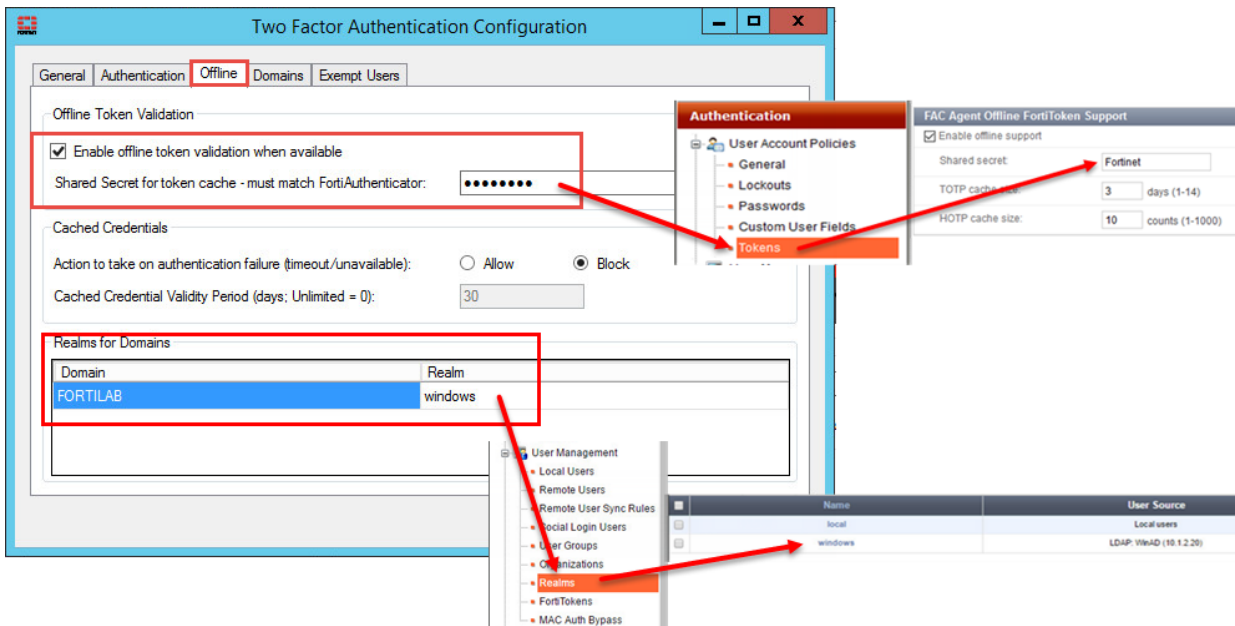 Two Factor Authentication Configuration
General Authentication Offline Domains Exempt Users
Offline Token Validation
Enable offline token validation when available
Shared Secret for token cache - must match FortiAuthenticator: ••••••••
Cached Credentials
Action to take on authentication failure (timeout/unavailable): Allow Block
Cached Credential Validity Period (days; Unlimited = 0): 30
Realms for Domains
Domain Realm
FORTILAB windows
Authentication
User Account Policies
General
Lockouts
Passwords
Custom User Fields
Tokens
FAC Agent Offline FortiToken Support
Enable offline support
Shared secret: Fortinet
TOTP cache size: 3 days (1-14)
HOTP cache size: 10 counts (1-1000)
User Management
Local Users
Remote Users
Remote User Sync Rules
Social Login Users
User Groups
Organizations
Realms
FortiTokens
MAC Auth Bypass
Name User Source
local Local users
windows LDAP: WinAD (10.1.2.20)